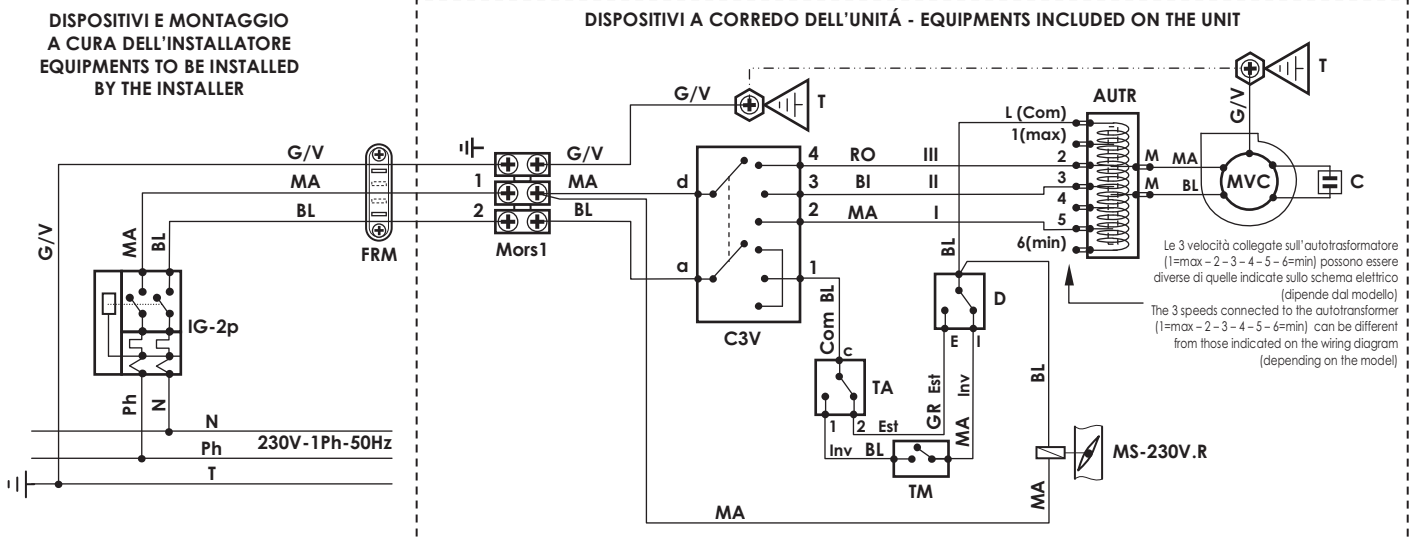 DISPOSITIVI E MONTAGGIO
A CURA DELL'INSTALLATORE
EQUIPMENTS TO BE INSTALLED
BY THE INSTALLER
DISPOSITIVI A CORREDO DELL'UNITÁ - EQUIPMENTS INCLUDED ON THE UNIT
G/V
T
T
G/V
AUTR
L (Com)
1(max)
2
3
4
5
6(min)
G/V
G/V
MA
BL
FRM
1
2
G/V
MA
BL
Mors1
d
a
4
3
2
1
RO
BI
MA
III
II
I
C3V
M
M
MA
BL
MVC
C
G/V
MA
BL
IG-2p
Ph
N
N
Ph
T
230V-1Ph-50Hz
Com BL
C
TA
1
2
Est
Inv
BL
TM
BL
D
E
I
GR Est
MA Inv
BL
MA
MA
MS-230V.R
Le 3 velocità collegate sull'autotrasformatore
(1=max – 2 – 3 – 4 – 5 – 6=min) possono essere
diverse di quelle indicate sullo schema elettrico
(dipende dal modello)
The 3 speeds connected to the autotransformer
(1=max – 2 – 3 – 4 – 5 – 6=min) can be different
from those indicated on the wiring diagram
(depending on the model)